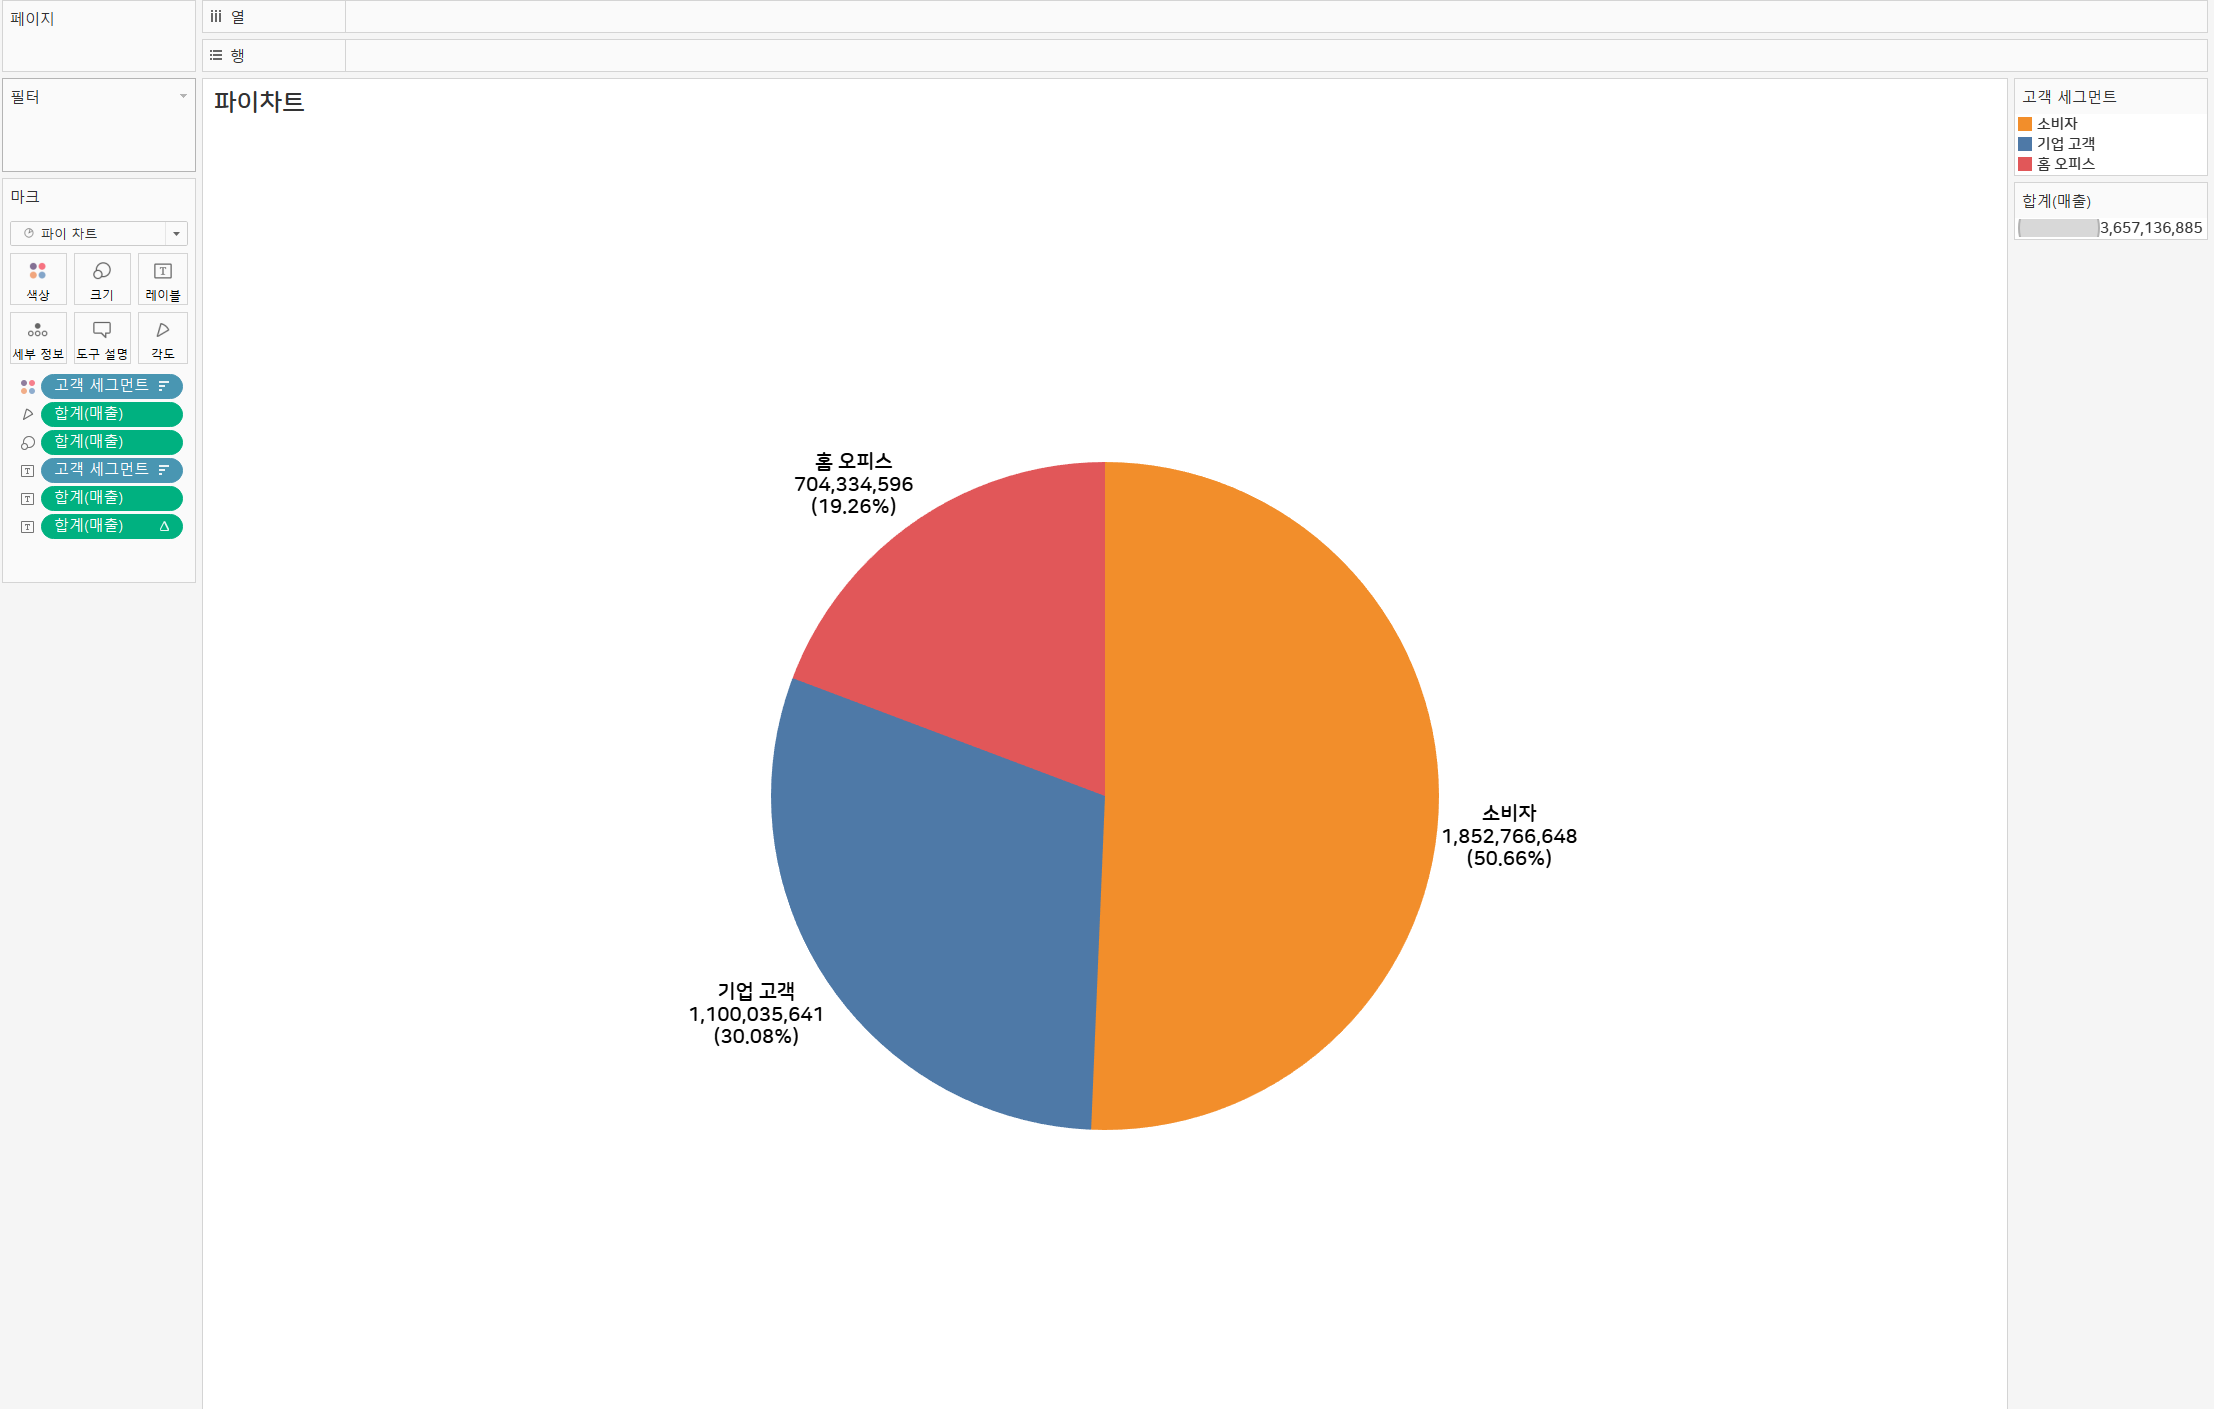 페이지
열
행
필터
마크
파이 차트
색상
크기
레이블
세부 정보
도구 설명
각도
고객 세그먼트
합계(매출)
합계(매출)
고객 세그먼트
합계(매출)
합계(매출)
파이차트
홈 오피스
704,334,596
(19.26%)
소비자
1,852,766,648
(50.66%)
기업 고객
1,100,035,641
(30.08%)
고객 세그먼트
소비자
기업 고객
홈 오피스
합계(매출)
3,657,136,885